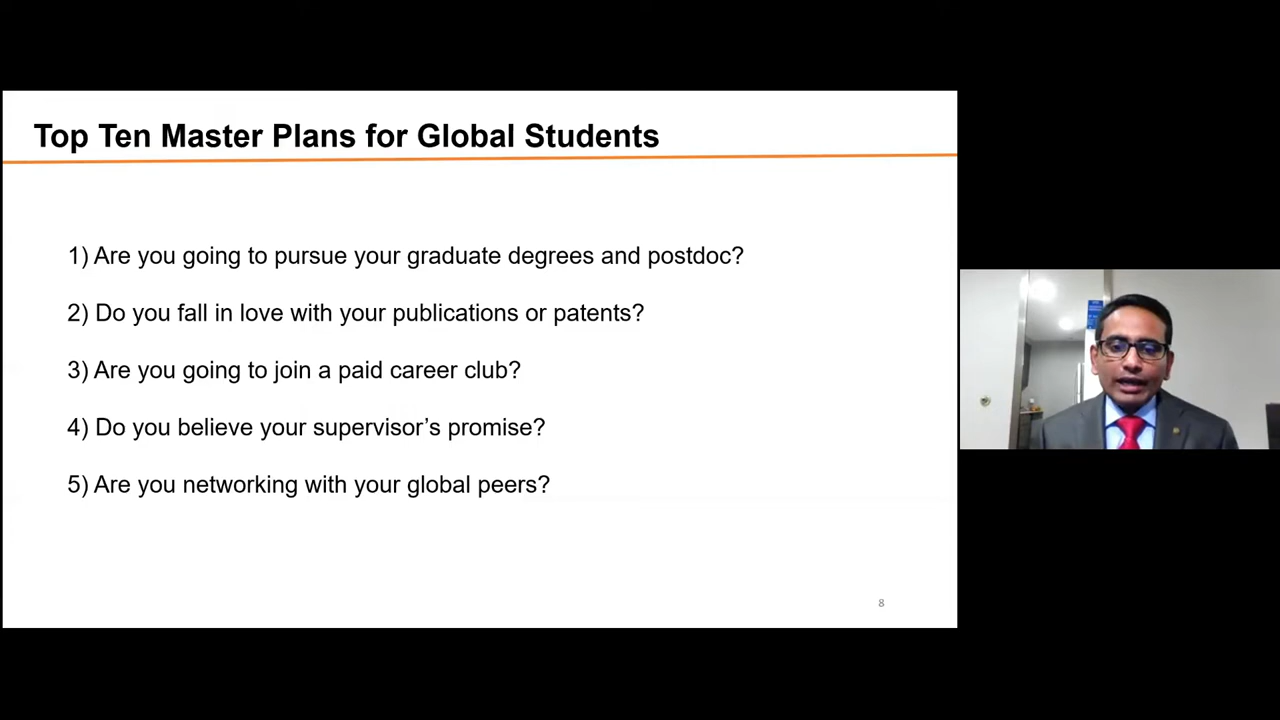 Top Ten Master Plans for Global Students
1) Are you going to pursue your graduate degrees and postdoc?
2) Do you fall in love with your publications or patents?
3) Are you going to join a paid career club?
4) Do you believe your supervisor’s promise?
5) Are you networking with your global peers?
8